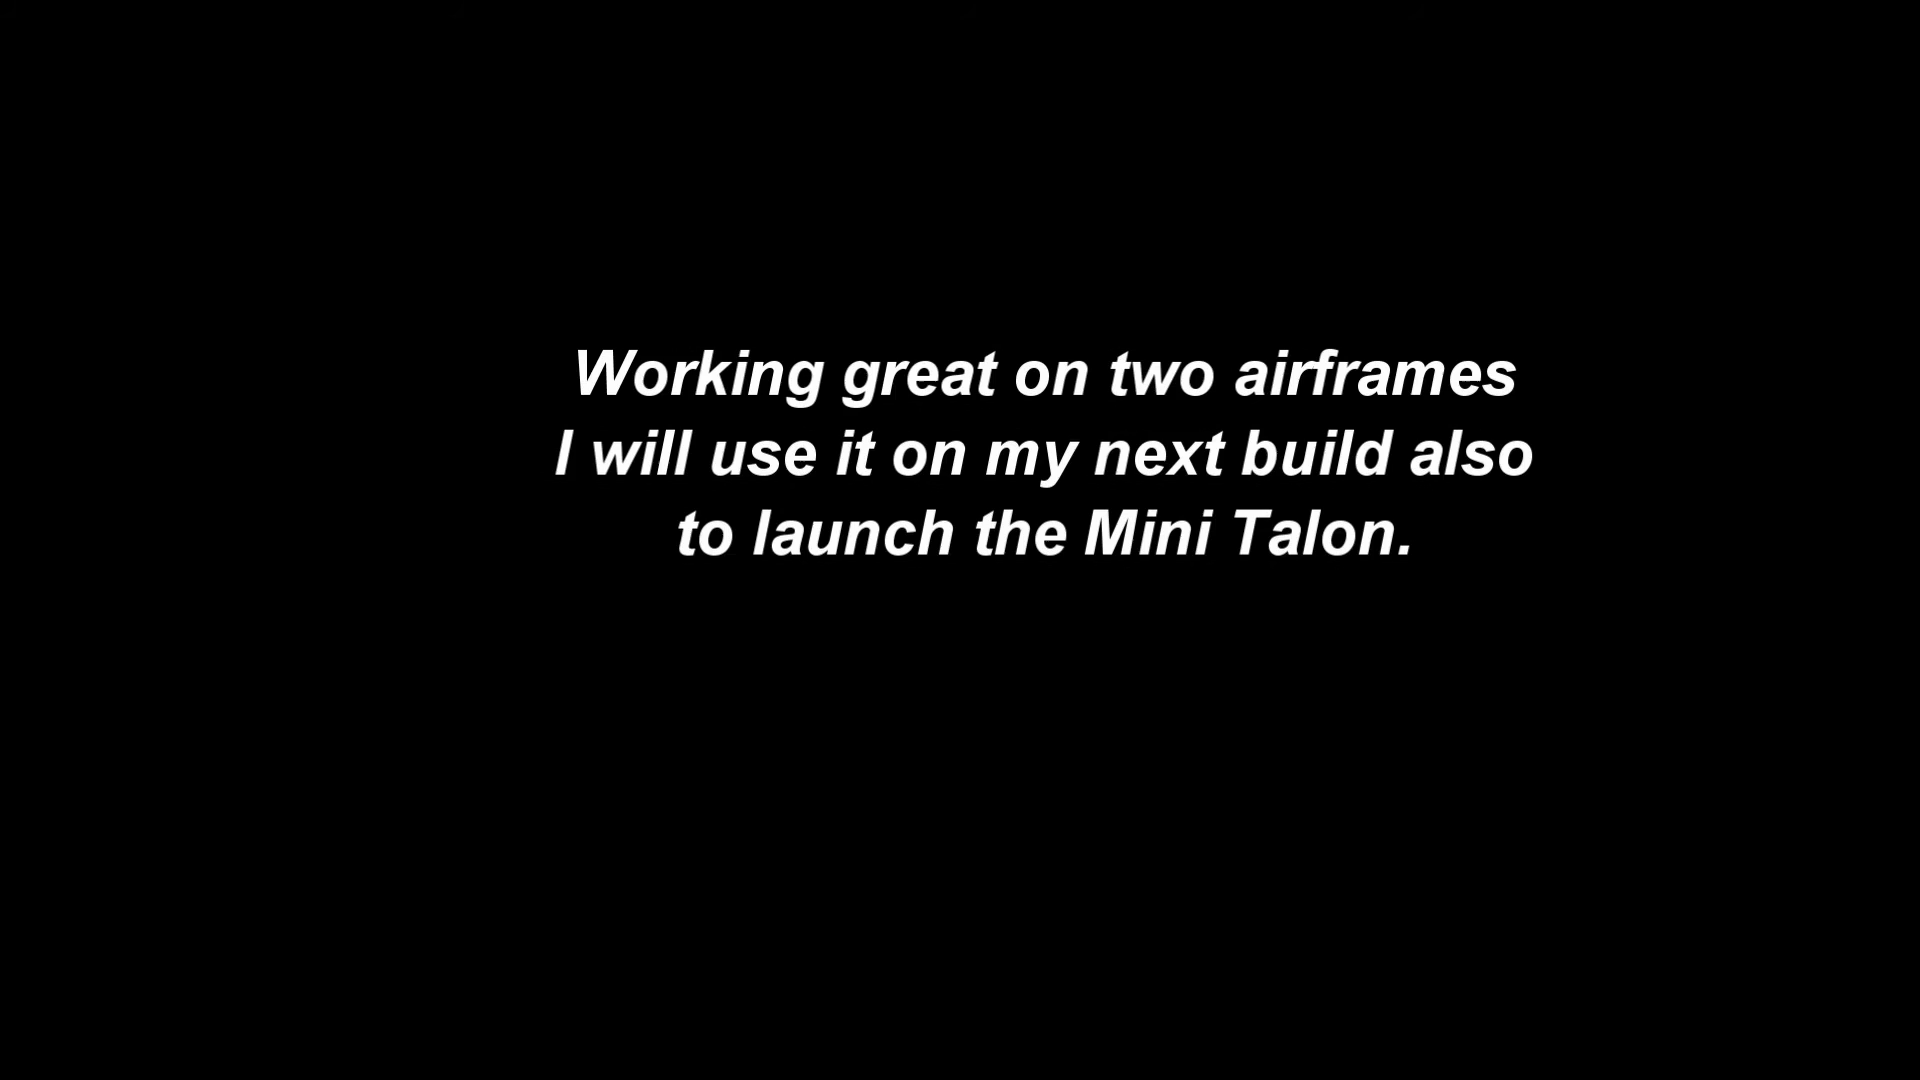 Working great on two airframes
I will use it on my next build also
to launch the Mini Talon.